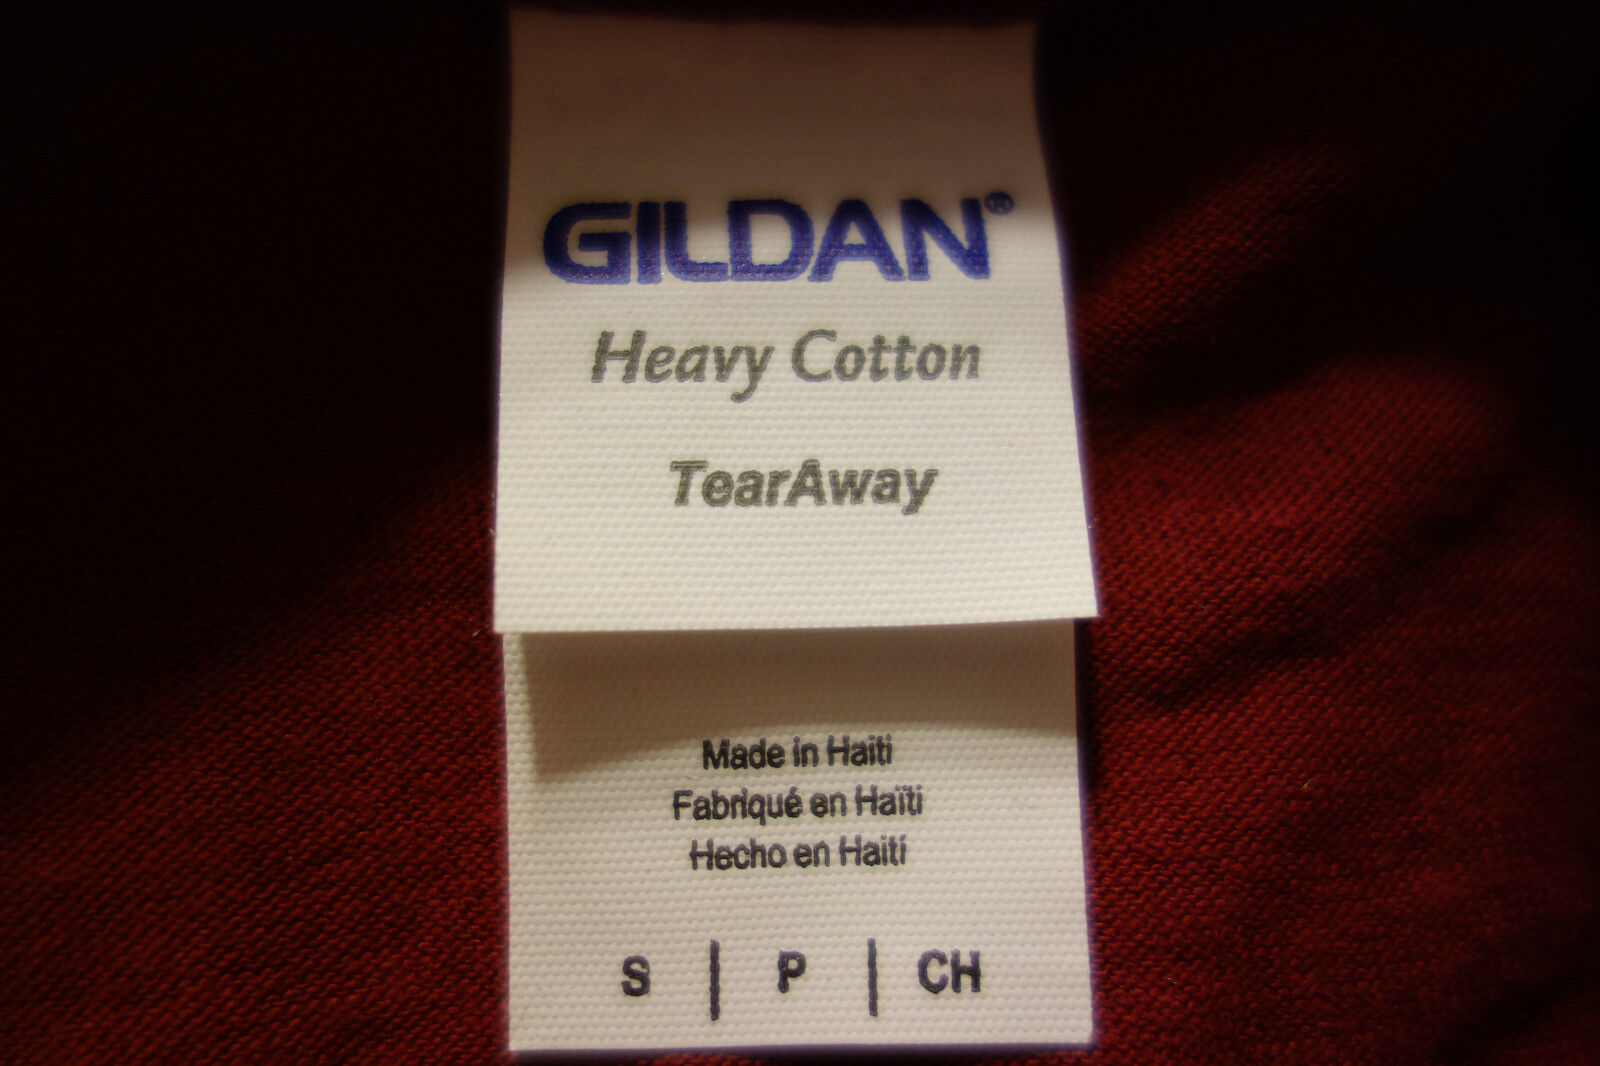 GILDAN®
Heavy Cotton
TearAway
Made in Haiti
Fabriqué en Haïti
Hecho en Haití
S | P | CH